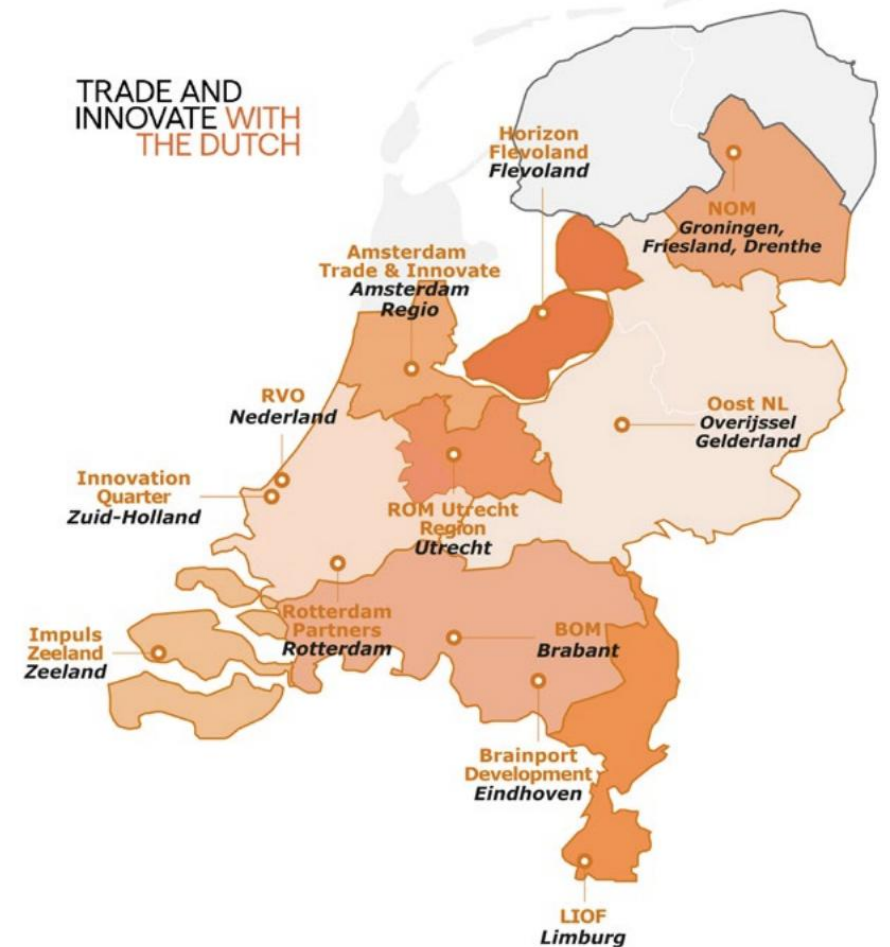 TRADE AND
INNOVATE WITH
THE DUTCH
Horizon
Flevoland
Flevoland
NOM
Groningen,
Friesland, Drenthe
Amsterdam
Trade & Innovate
Amsterdam
Regio
RVO
Nederland
Oost NL
Overijssel
Gelderland
Innovation
Quarter
Zuid-Holland
ROM Utrecht
Region
Utrecht
Rotterdam
Partners
Rotterdam
BOM
Brabant
Impuls
Zeeland
Zeeland
Brainport
Development
Eindhoven
LIOF
Limburg